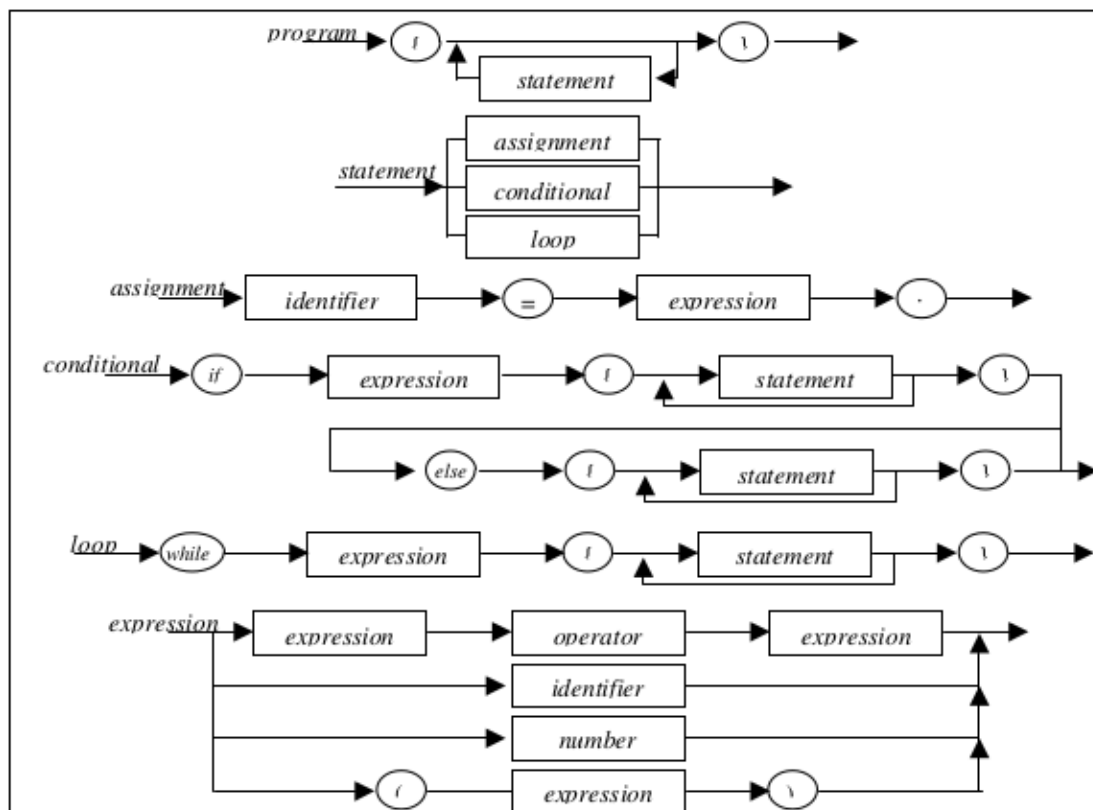 program { }
statement
assignment
statement
conditional
loop
assignment identifier = expression
conditional if expression { statement }
else { statement }
loop while expression { statement }
expression expression operator expression
identifier
number
( expression )